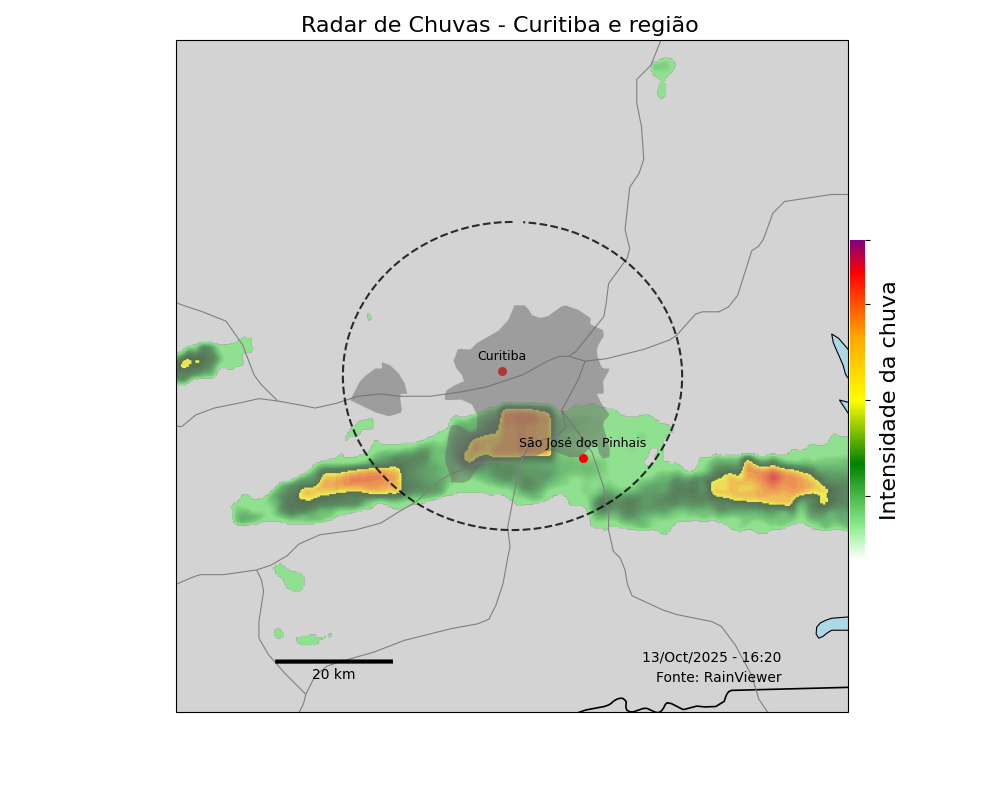 Radar de Chuvas - Curitiba e região
Curitiba
São José dos Pinhais
Intensidade da chuva
20 km
13/Oct/2025 - 16:20
Fonte: RainViewer